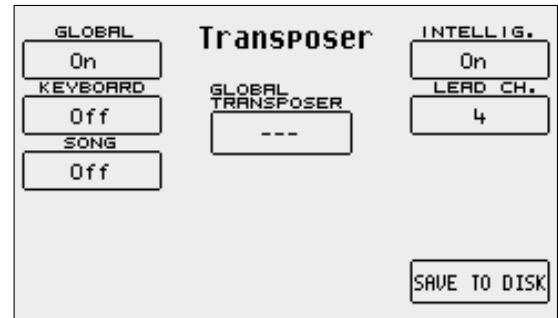 Transposer
GLOBAL
On
KEYBOARD
Off
SONG
Off
GLOBAL
TRANSPOSER
---
INTELLIG.
On
LEAD CH.
4
SAVE TO DISK